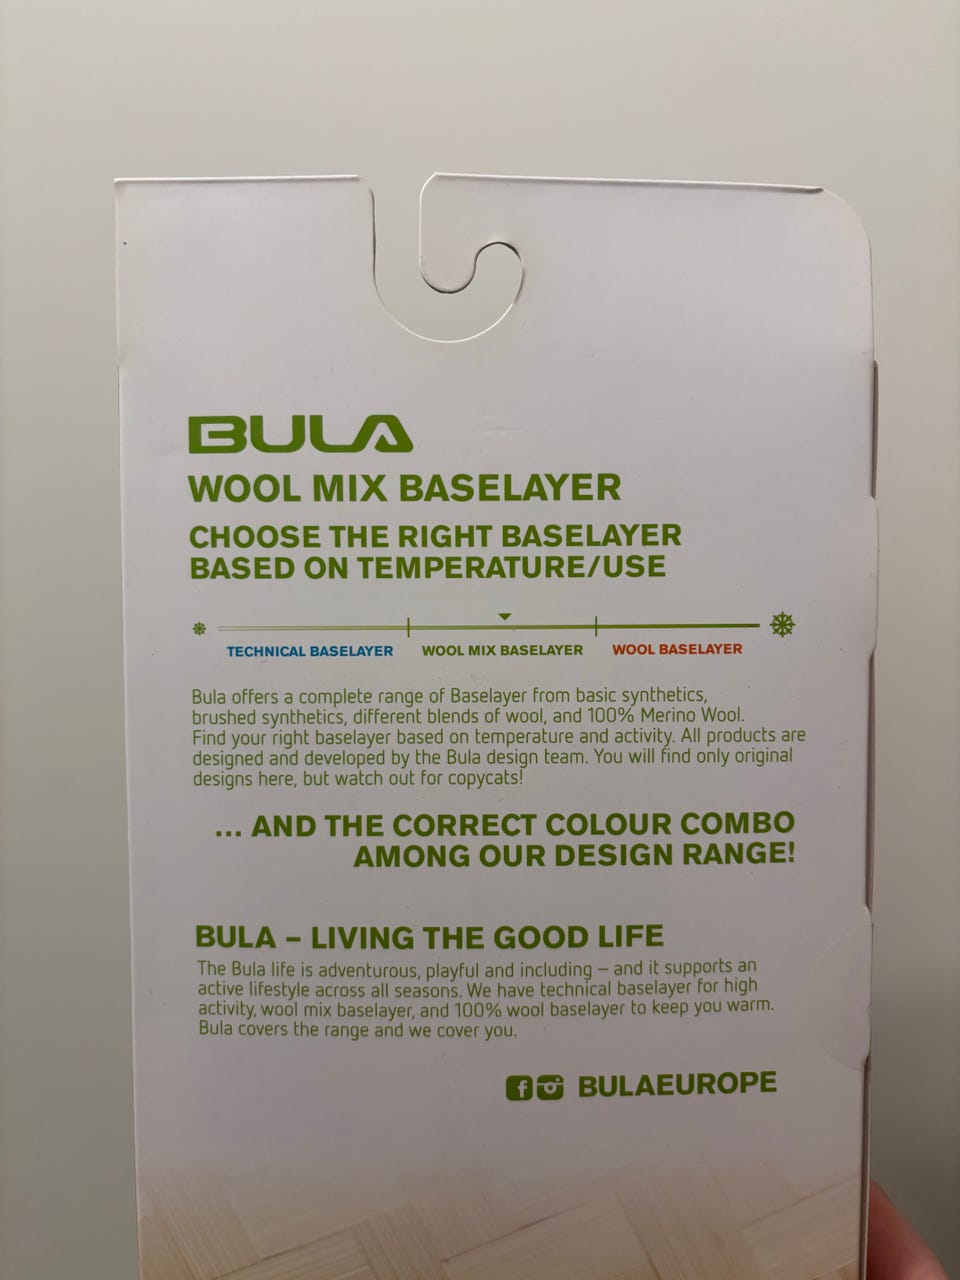 BULA
WOOL MIX BASELAYER
CHOOSE THE RIGHT BASELAYER
BASED ON TEMPERATURE/USE
TECHNICAL BASELAYER WOOL MIX BASELAYER WOOL BASELAYER
Bula offers a complete range of Baselayer from basic synthetics,
brushed synthetics, different blends of wool, and 100% Merino Wool.
Find your right baselayer based on temperature and activity. All products are
designed and developed by the Bula design team. You will find only original
designs here, but watch out for copycats!
... AND THE CORRECT COLOUR COMBO
AMONG OUR DESIGN RANGE!
BULA – LIVING THE GOOD LIFE
The Bula life is adventurous, playful and including – and it supports an
active lifestyle across all seasons. We have technical baselayer for high
activity, wool mix baselayer, and 100% wool baselayer to keep you warm.
Bula covers the range and we cover you.
BULAEUROPE